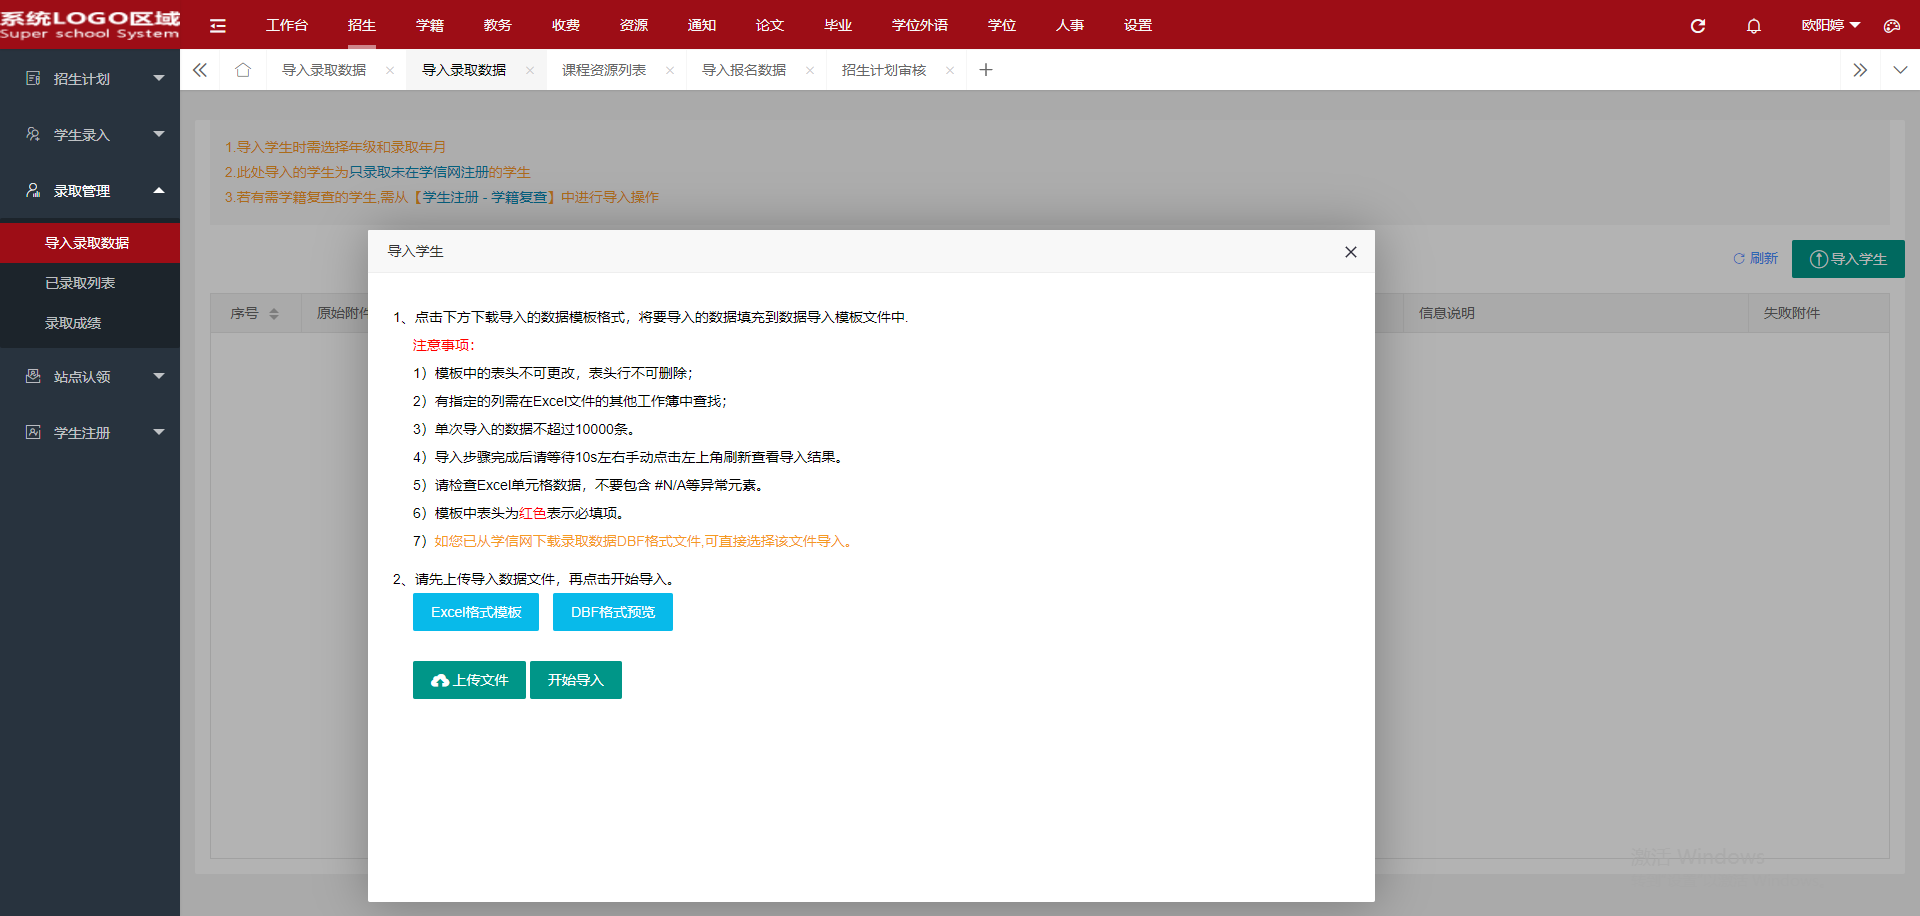 系统LOGO区域
Super school System
工作台 招生 学籍 教务 收费 资源 通知 论文 毕业 学位外语 学位 人事 设置
欧阳婷
招生计划
学生录入
录取管理
导入录取数据
已录取列表
录取成绩
站点认领
学生注册
导入录取数据 导入录取数据 课程资源列表 导入报名数据 招生计划审核
1.导入学生时需选择年级和录取年月
2.此处导入的学生为只录取未在学信网注册的学生
3.若有需学籍复查的学生,需从【学生注册 - 学籍复查】中进行导入操作
刷新 导入学生
序号 原始附件 信息说明 失败附件
导入学生
1、点击下方下载导入的数据模板格式，将要导入的数据填充到数据导入模板文件中.
注意事项：
1）模板中的表头不可更改，表头行不可删除；
2）有指定的列需在Excel文件的其他工作簿中查找；
3）单次导入的数据不超过10000条。
4）导入步骤完成后请等待10s左右手动点击左上角刷新查看导入结果。
5）请检查Excel单元格数据，不要包含 #N/A等异常元素。
6）模板中表头为红色表示必填项。
7）如您已从学信网下载录取数据DBF格式文件,可直接选择该文件导入。
2、请先上传导入数据文件，再点击开始导入。
Excel格式模板 DBF格式预览
上传文件 开始导入
激活 Windows